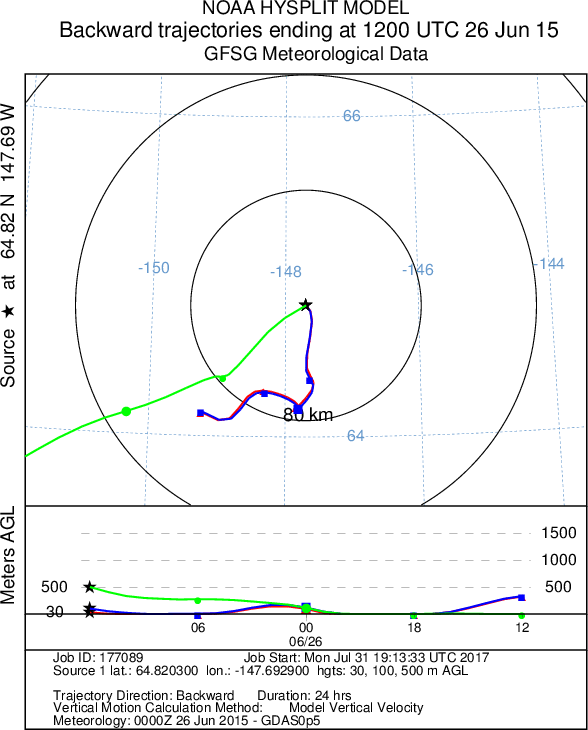 NOAA HYSPLIT MODEL
Backward trajectories ending at 1200 UTC 26 Jun 15
GFSG Meteorological Data
Source ★ at 64.82 N 147.69 W
66
-150
-148
-146
-144
80 km
64
Meters AGL
1500
1000
500
500
30
06
00
18
12
06/26
Job ID: 177089 Job Start: Mon Jul 31 19:13:33 UTC 2017
Source 1 lat.: 64.820300 lon.: -147.692900 hgts: 30, 100, 500 m AGL
Trajectory Direction: Backward Duration: 24 hrs
Vertical Motion Calculation Method: Model Vertical Velocity
Meteorology: 0000Z 26 Jun 2015 - GDAS0p5